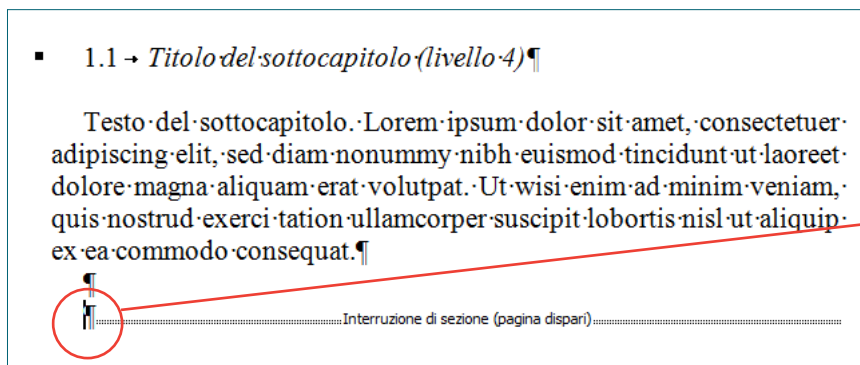 ▪ 1.1 → Titolo·del·sottocapitolo·(livello·4)¶
Testo·del·sottocapitolo.·Lorem·ipsum·dolor·sit·amet,·consectetuer·
adipiscing·elit,·sed·diam·nonummy·nibh·euismod·tincidunt·ut·laoreet·
dolore·magna·aliquam·erat·volutpat.·Ut·wisi·enim·ad·minim·veniam,·
quis·nostrud·exerci·tation·ullamcorper·suscipit·lobortis·nisl·ut·aliquip·
ex·ea·commodo·consequat.¶
¶
¶ Interruzione di sezione (pagina dispari)